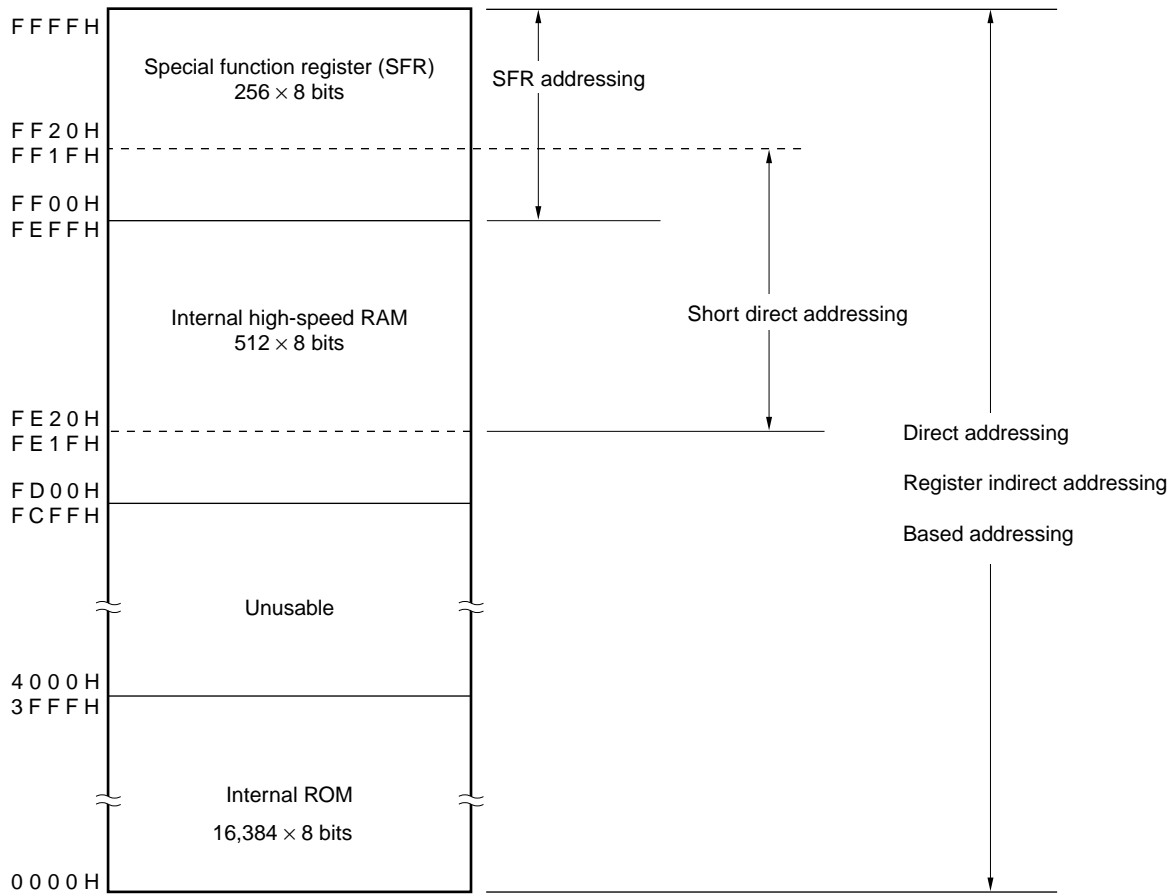 FFFFH
Special function register (SFR)
256 × 8 bits
SFR addressing
FF20H
FF1FH
FF00H
FEFFH
Internal high-speed RAM
512 × 8 bits
Short direct addressing
FE20H
FE1FH
Direct addressing
Register indirect addressing
Based addressing
FD00H
FCFFH
Unusable
4000H
3FFFH
Internal ROM
16,384 × 8 bits
0000H